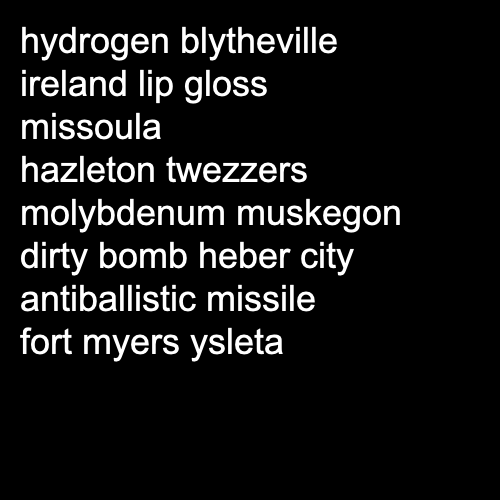 hydrogen blytheville
ireland lip gloss
missoula
hazleton twezzers
molybdenum muskegon
dirty bomb heber city
antiballistic missile
fort myers ysleta